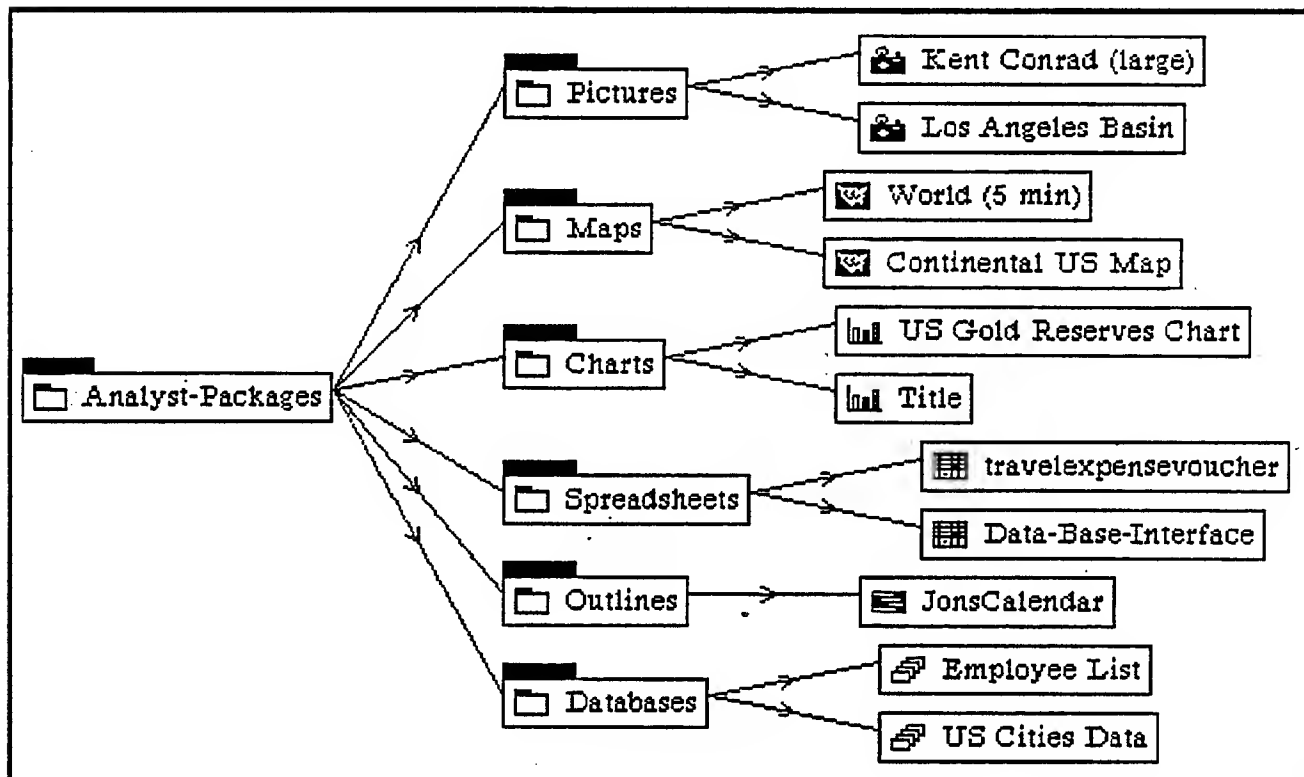 Pictures
Kent Conrad (large)
Los Angeles Basin
Maps
World (5 min)
Continental US Map
Analyst-Packages
Charts
US Gold Reserves Chart
Title
Spreadsheets
travelexpensevoucher
Data-Base-Interface
Outlines
JonsCalendar
Databases
Employee List
US Cities Data